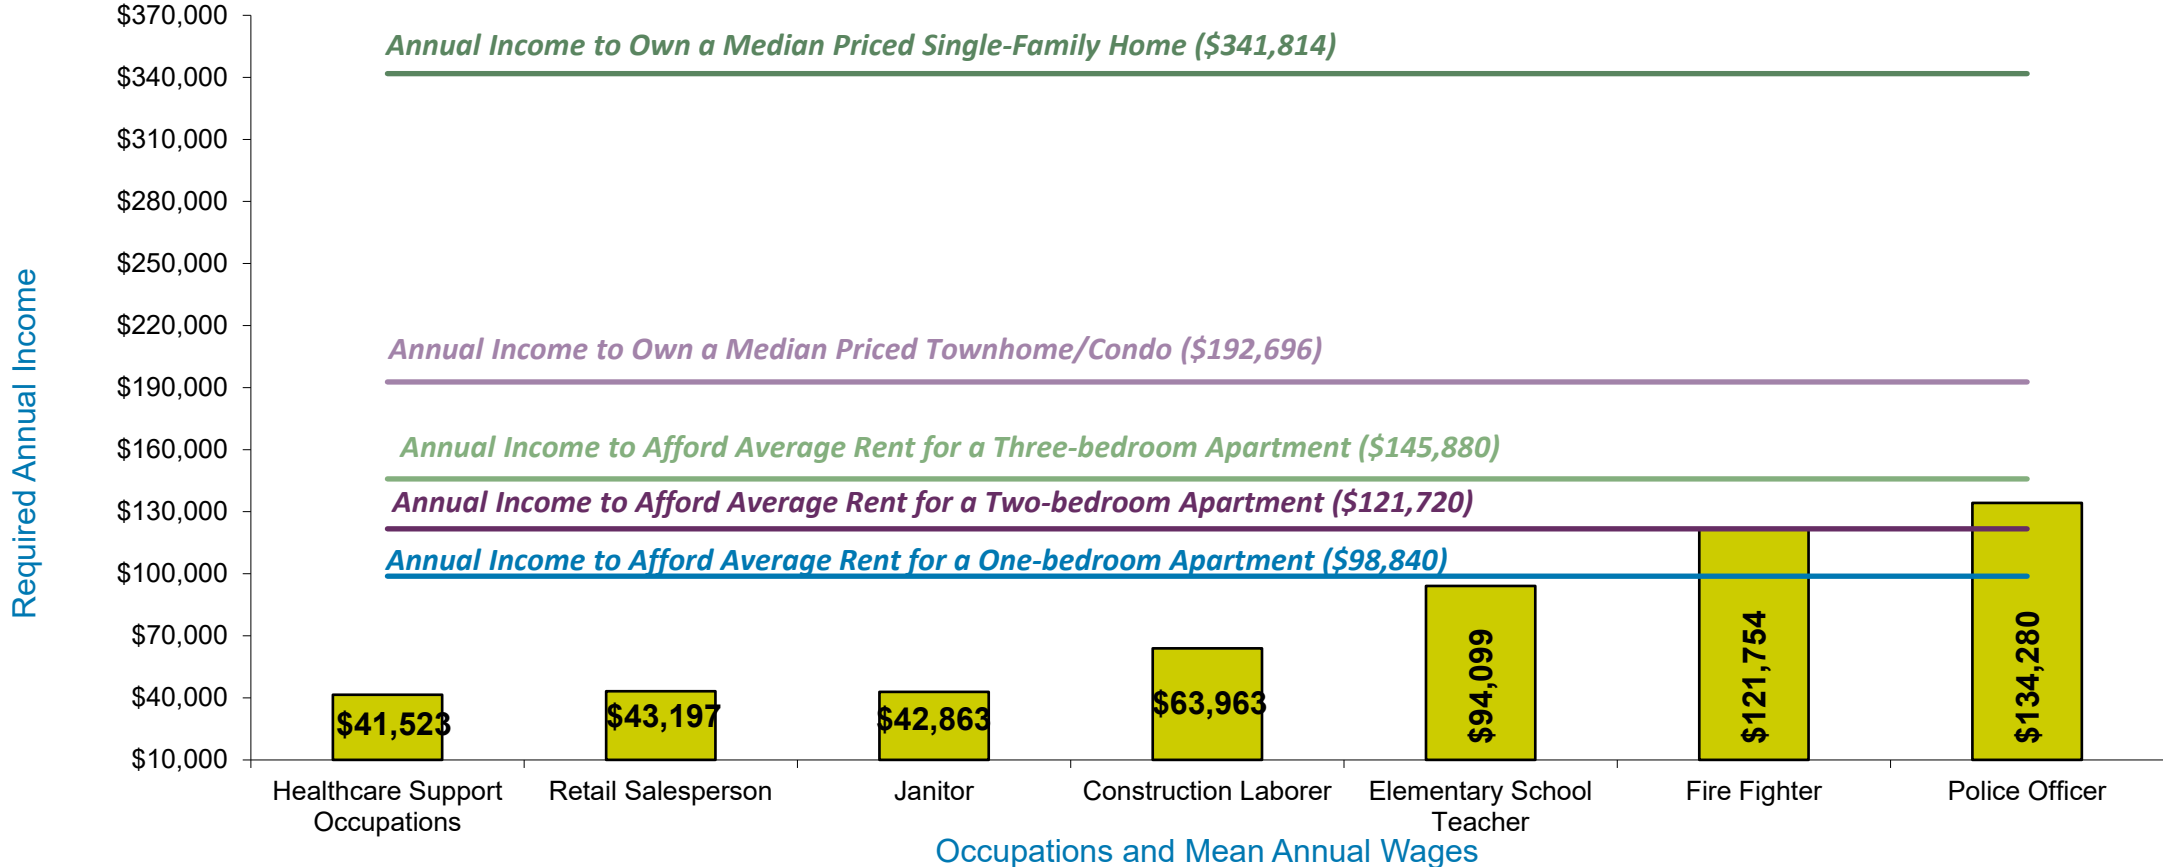 $370,000
$340,000
$310,000
$280,000
$250,000
$220,000
$190,000
$160,000
$130,000
$100,000
$70,000
$40,000
$10,000
Required Annual Income
Annual Income to Own a Median Priced Single-Family Home ($341,814)
Annual Income to Own a Median Priced Townhome/Condo ($192,696)
Annual Income to Afford Average Rent for a Three-bedroom Apartment ($145,880)
Annual Income to Afford Average Rent for a Two-bedroom Apartment ($121,720)
Annual Income to Afford Average Rent for a One-bedroom Apartment ($98,840)
$41,523
$43,197
$42,863
$63,963
$94,099
$121,754
$134,280
Healthcare Support
Occupations
Retail Salesperson
Janitor
Construction Laborer
Elementary School
Teacher
Fire Fighter
Police Officer
Occupations and Mean Annual Wages